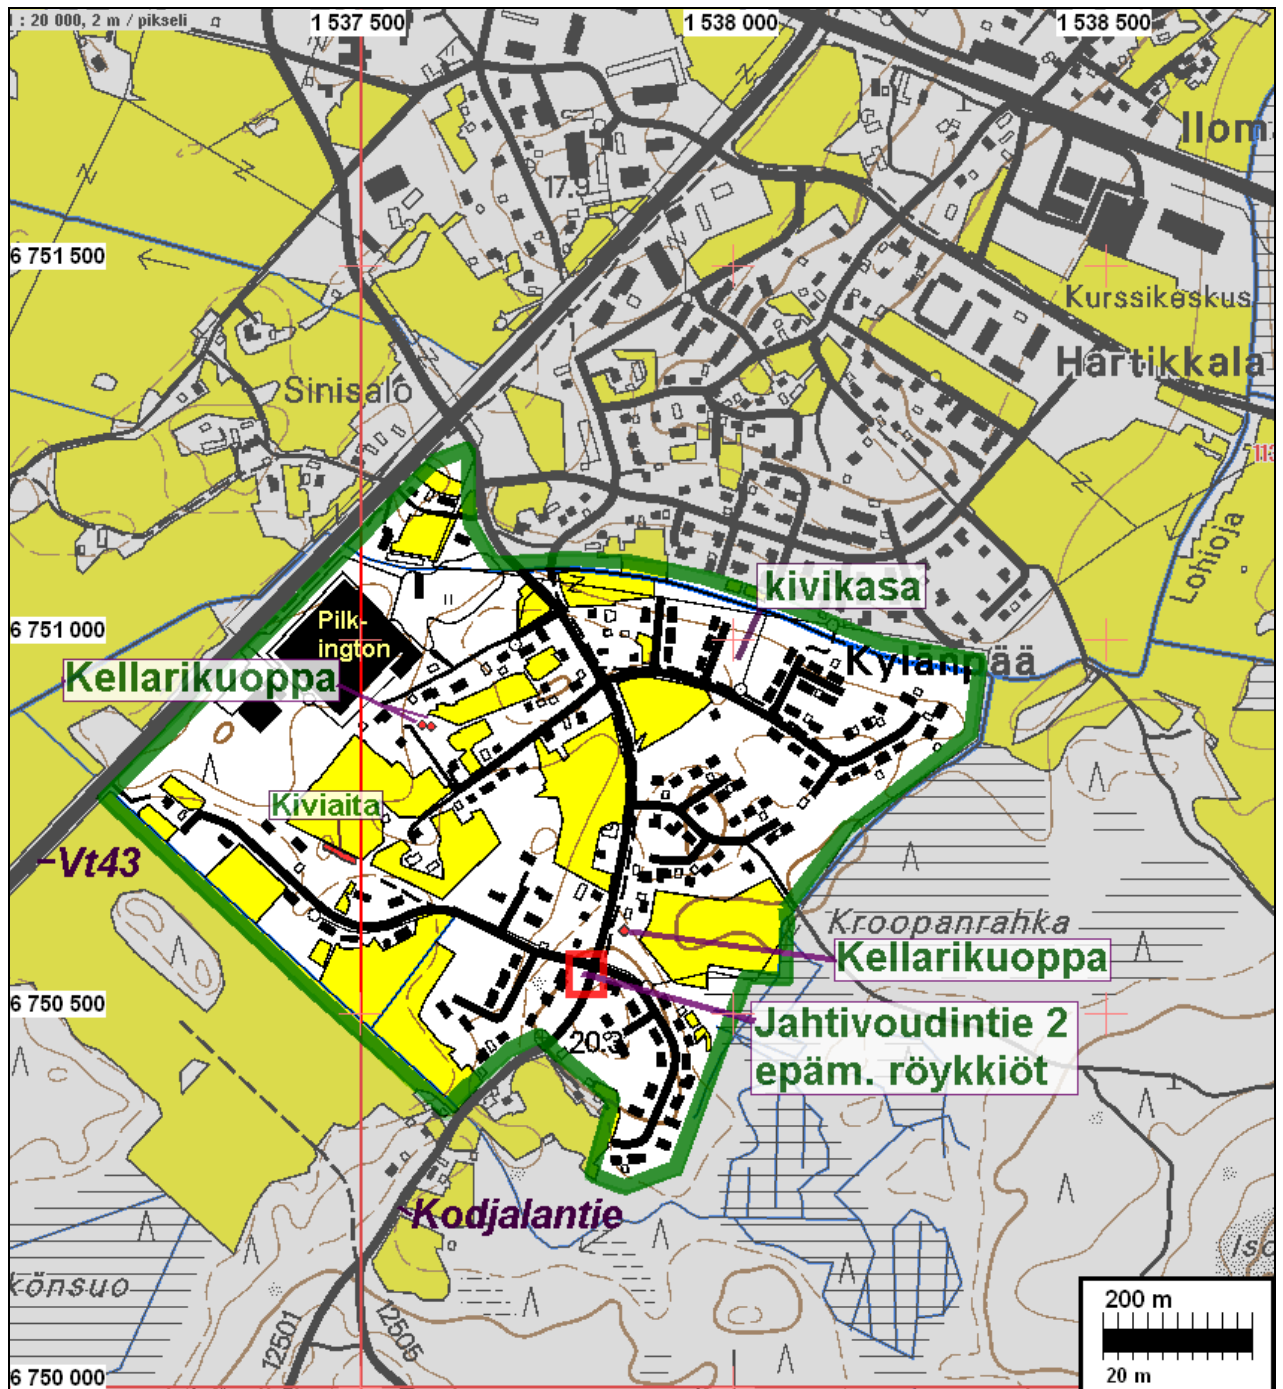 : 20 000, 2 m / pikseli
1 537 500
1 538 000
1 538 500
Ilom
17.9
6 751 500
Kurssikeskus
Hartikkala
Sinisalo
113
Lohioja
kivikasa
6 751 000
Pilk-
ington
Kylänpää
Kellarikuoppa
Kiviaita
Vt43
Kroopanrahka
Kellarikuoppa
6 750 500
Jahtivoudintie 2
epäm. röykkiöt
20.3
Kodjalantie
Iso
könsuo
200 m
12501
12505
6 750 000
20 m